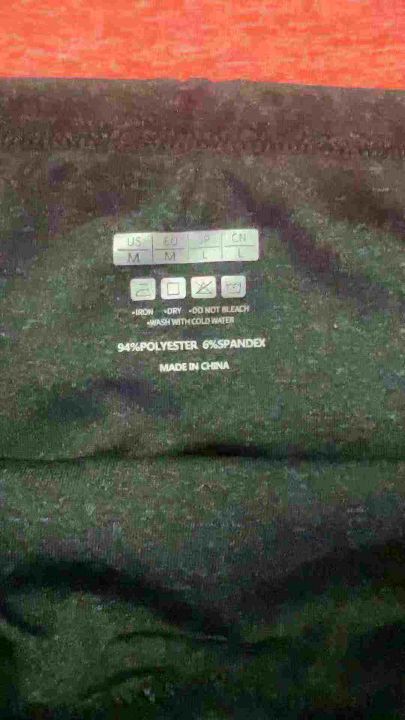 US EU JP CN
M M L L
•IRON •DRY •DO NOT BLEACH
•WASH WITH COLD WATER
94%POLYESTER 6%SPANDEX
MADE IN CHINA